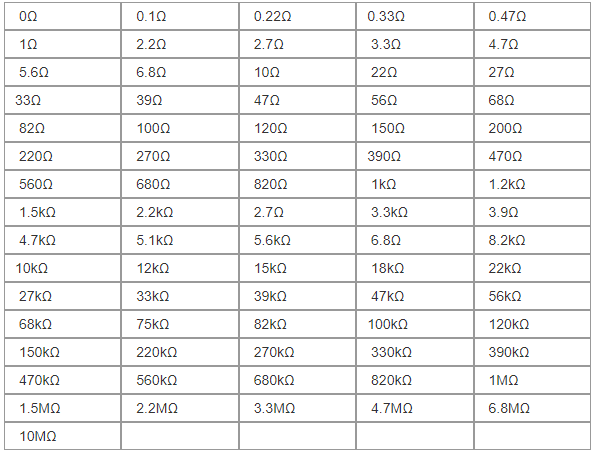 0Ω 0.1Ω 0.22Ω 0.33Ω 0.47Ω
1Ω 2.2Ω 2.7Ω 3.3Ω 4.7Ω
5.6Ω 6.8Ω 10Ω 22Ω 27Ω
33Ω 39Ω 47Ω 56Ω 68Ω
82Ω 100Ω 120Ω 150Ω 200Ω
220Ω 270Ω 330Ω 390Ω 470Ω
560Ω 680Ω 820Ω 1kΩ 1.2kΩ
1.5kΩ 2.2kΩ 2.7Ω 3.3kΩ 3.9Ω
4.7kΩ 5.1kΩ 5.6kΩ 6.8Ω 8.2kΩ
10kΩ 12kΩ 15kΩ 18kΩ 22kΩ
27kΩ 33kΩ 39kΩ 47kΩ 56kΩ
68kΩ 75kΩ 82kΩ 100kΩ 120kΩ
150kΩ 220kΩ 270kΩ 330kΩ 390kΩ
470kΩ 560kΩ 680kΩ 820kΩ 1MΩ
1.5MΩ 2.2MΩ 3.3MΩ 4.7MΩ 6.8MΩ
10MΩ